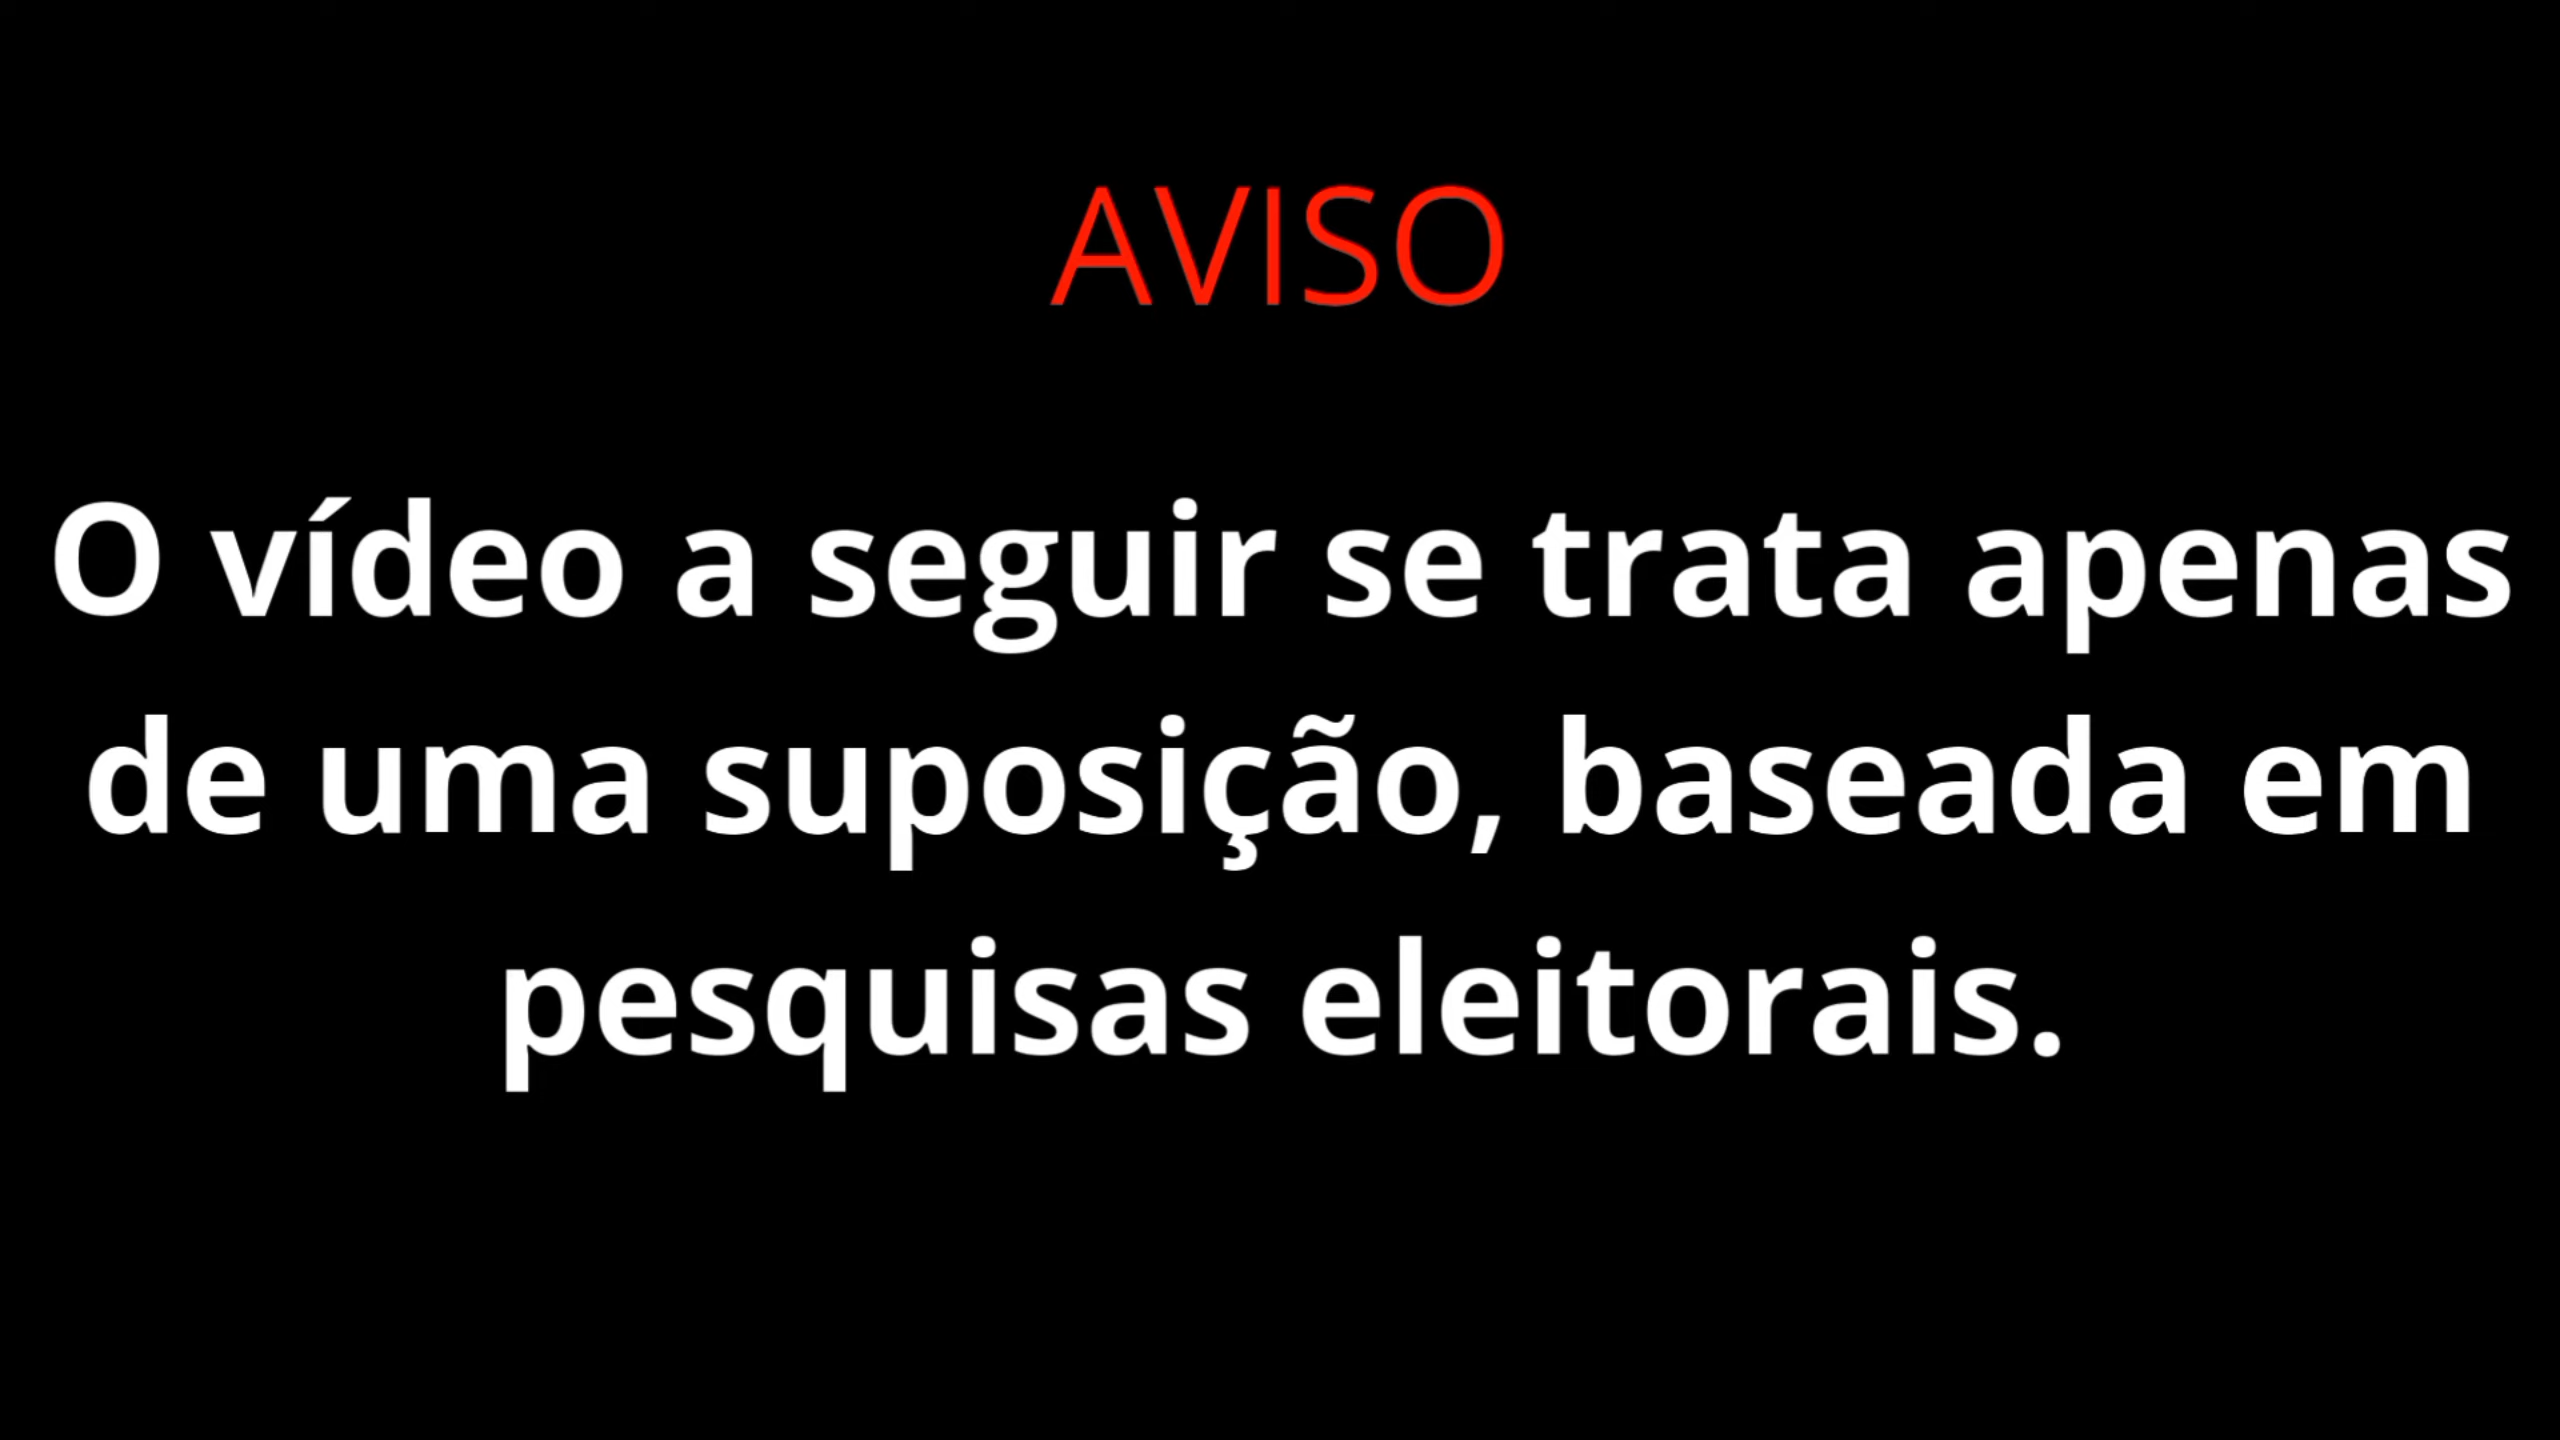 AVISO
O vídeo a seguir se trata apenas
de uma suposição, baseada em
pesquisas eleitorais.